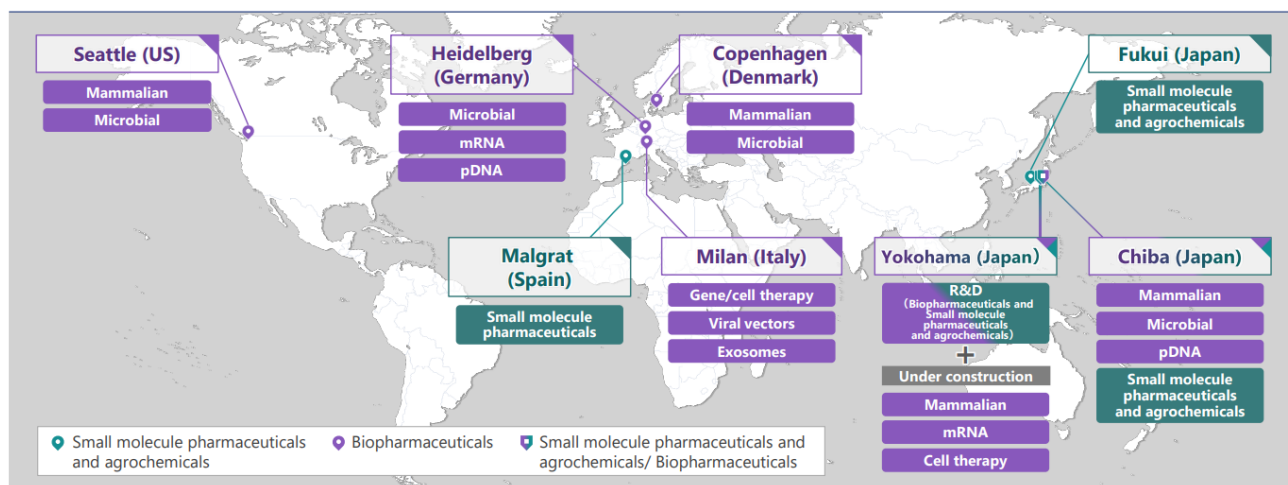 Seattle (US)
Mammalian
Microbial
Heidelberg
(Germany)
Microbial
mRNA
pDNA
Copenhagen
(Denmark)
Mammalian
Microbial
Fukui (Japan)
Small molecule
pharmaceuticals
and agrochemicals
Malgrat
(Spain)
Small molecule
pharmaceuticals
Milan (Italy)
Gene/cell therapy
Viral vectors
Exosomes
Yokohama (Japan)
R&D
(Biopharmaceuticals and
Small molecule
pharmaceuticals
and agrochemicals)
+
Under construction
Mammalian
mRNA
Cell therapy
Chiba (Japan)
Mammalian
Microbial
pDNA
Small molecule
pharmaceuticals
and agrochemicals
Small molecule pharmaceuticals
and agrochemicals
Biopharmaceuticals
Small molecule pharmaceuticals and
agrochemicals/ Biopharmaceuticals